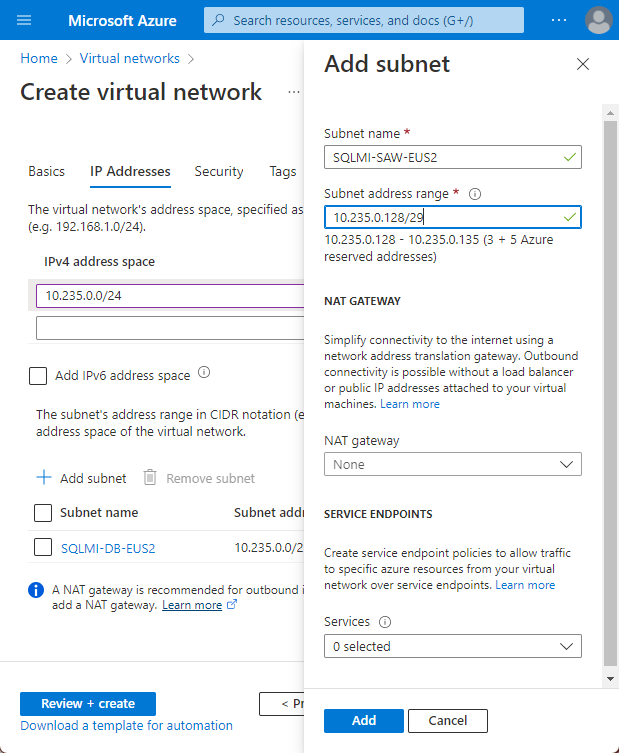 Microsoft Azure
Search resources, services, and docs (G+/)
Home > Virtual networks >
Create virtual network
Basics IP Addresses Security Tags
The virtual network's address space, specified as
(e.g. 192.168.1.0/24).
IPv4 address space
10.235.0.0/24
Add IPv6 address space
The subnet's address range in CIDR notation (e
address space of the virtual network.
Add subnet Remove subnet
Subnet name Subnet addr
SQLMI-DB-EUS2 10.235.0.0/2
A NAT gateway is recommended for outbound i
add a NAT gateway. Learn more
Review + create < Pr
Download a template for automation
Add subnet
Subnet name *
SQLMI-SAW-EUS2
Subnet address range *
10.235.0.128/29
10.235.0.128 - 10.235.0.135 (3 + 5 Azure
reserved addresses)
NAT GATEWAY
Simplify connectivity to the internet using a
network address translation gateway. Outbound
connectivity is possible without a load balancer
or public IP addresses attached to your virtual
machines. Learn more
NAT gateway
None
SERVICE ENDPOINTS
Create service endpoint policies to allow traffic
to specific azure resources from your virtual
network over service endpoints. Learn more
Services
0 selected
Add Cancel